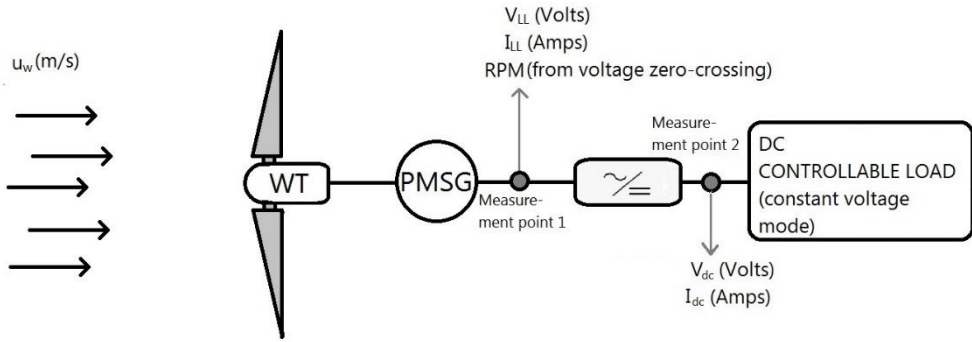 u_w (m/s)
V_LL (Volts)
I_LL (Amps)
RPM (from voltage zero-crossing)
WT
PMSG
Measure-
ment point 1
~/=
Measure-
ment point 2
DC
CONTROLLABLE LOAD
(constant voltage
mode)
V_dc (Volts)
I_dc (Amps)